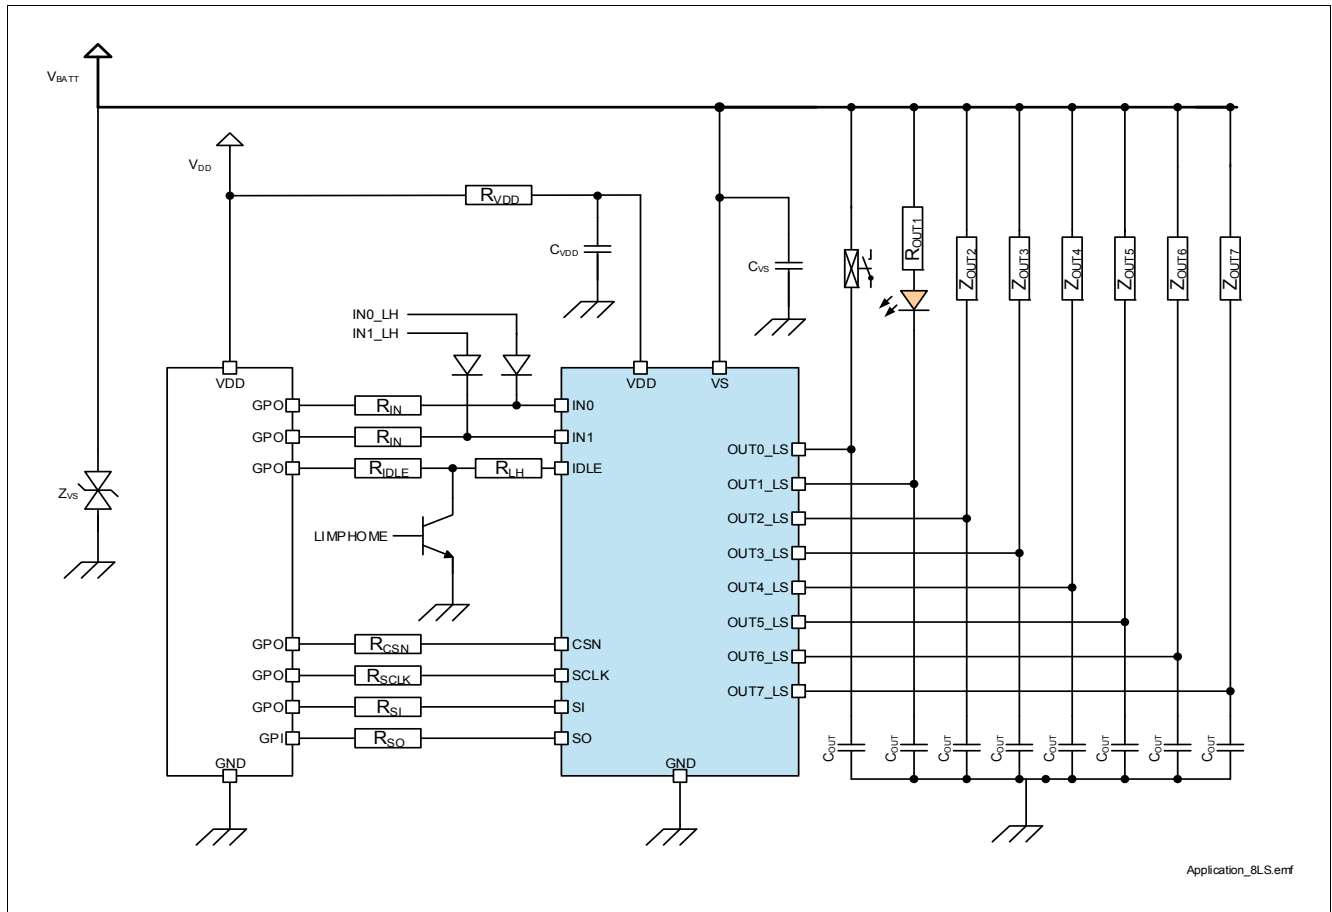 VBATT
VDD
RVDD
CVDD
CVS
ROUT1
ZOUT2
ZOUT3
ZOUT4
ZOUT5
ZOUT6
ZOUT7
IN0_LH
IN1_LH
VDD
VDD
VS
GPO
RIN
IN0
GPO
RIN
IN1
GPO
RIDLE
RLH
IDLE
OUT0_LS
OUT1_LS
OUT2_LS
OUT3_LS
OUT4_LS
OUT5_LS
OUT6_LS
OUT7_LS
ZVS
LIMPHOME
GPO
RCSN
CSN
GPO
RSCLK
SCLK
GPO
RSI
SI
GPI
RSO
SO
GND
GND
COUT
COUT
COUT
COUT
COUT
COUT
COUT
COUT
Application_8LS.emf